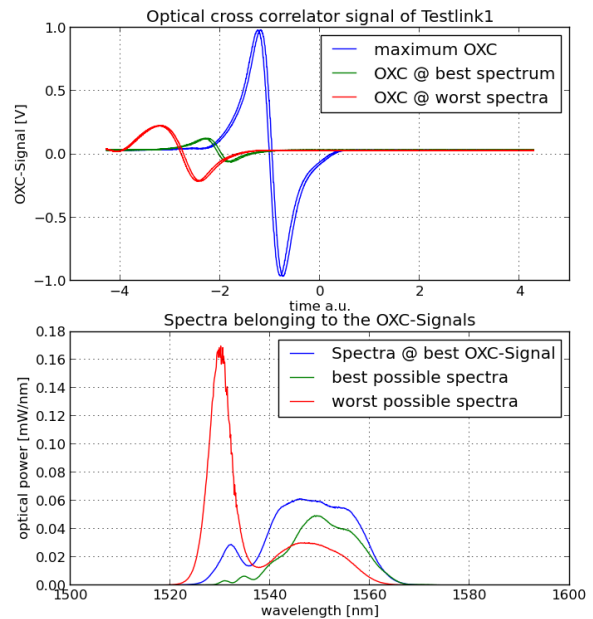 Optical cross correlator signal of Testlink1
OXC-Signal [V]
1.0
0.5
0.0
−0.5
−1.0
maximum OXC
OXC @ best spectrum
OXC @ worst spectra
−4
−2
0
2
4
time a.u.
Spectra belonging to the OXC-Signals
optical power [mW/nm]
0.18
0.16
0.14
0.12
0.10
0.08
0.06
0.04
0.02
0.00
Spectra @ best OXC-Signal
best possible spectra
worst possible spectra
1500
1520
1540
1560
1580
1600
wavelength [nm]